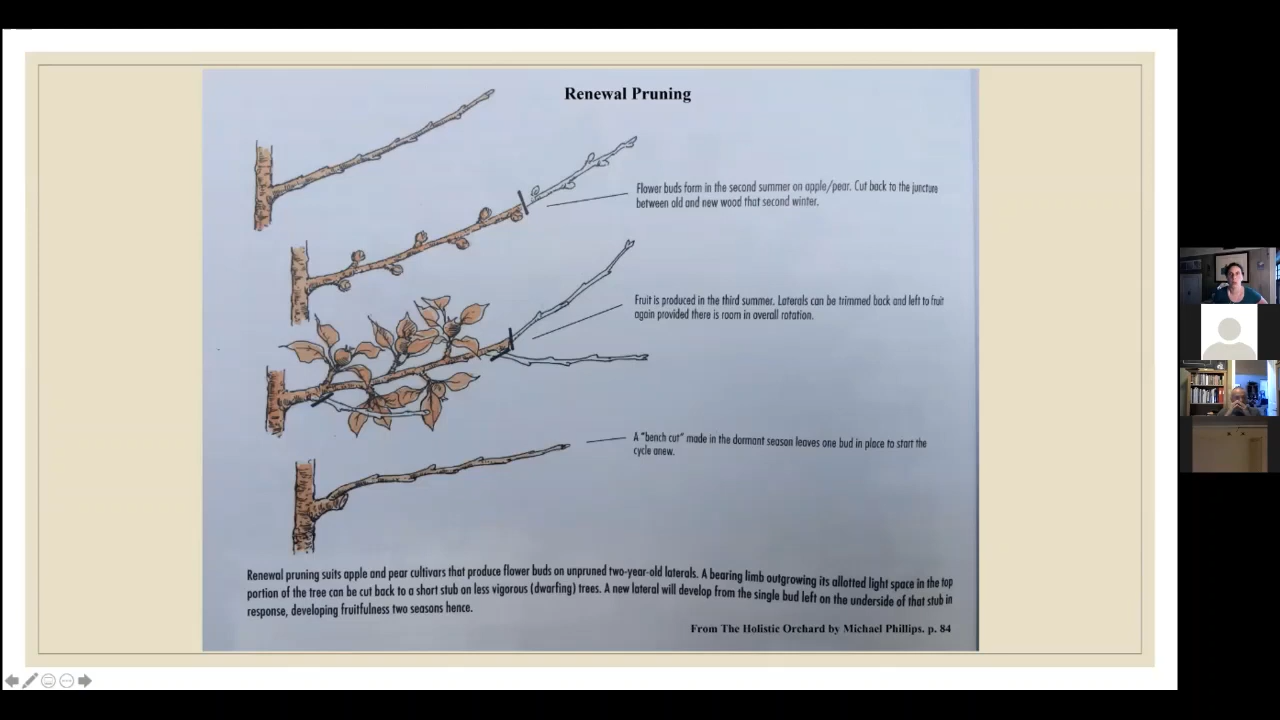 Renewal Pruning
Flower buds form in the second summer on apple/pear. Cut back to the juncture
between old and new wood that second winter.
Fruit is produced in the third summer. Laterals can be trimmed back and left to fruit
again provided there is room in overall rotation.
A "bench cut" made in the dormant season leaves one bud in place to start the
cycle anew.
Renewal pruning suits apple and pear cultivars that produce flower buds on unpruned two-year-old laterals. A bearing limb outgrowing its allotted light space in the top
portion of the tree can be cut back to a short stub on less vigorous (dwarfing) trees. A new lateral will develop from the single bud left on the underside of that stub in
response, developing fruitfulness two seasons hence.
From The Holistic Orchard by Michael Phillips. p. 84